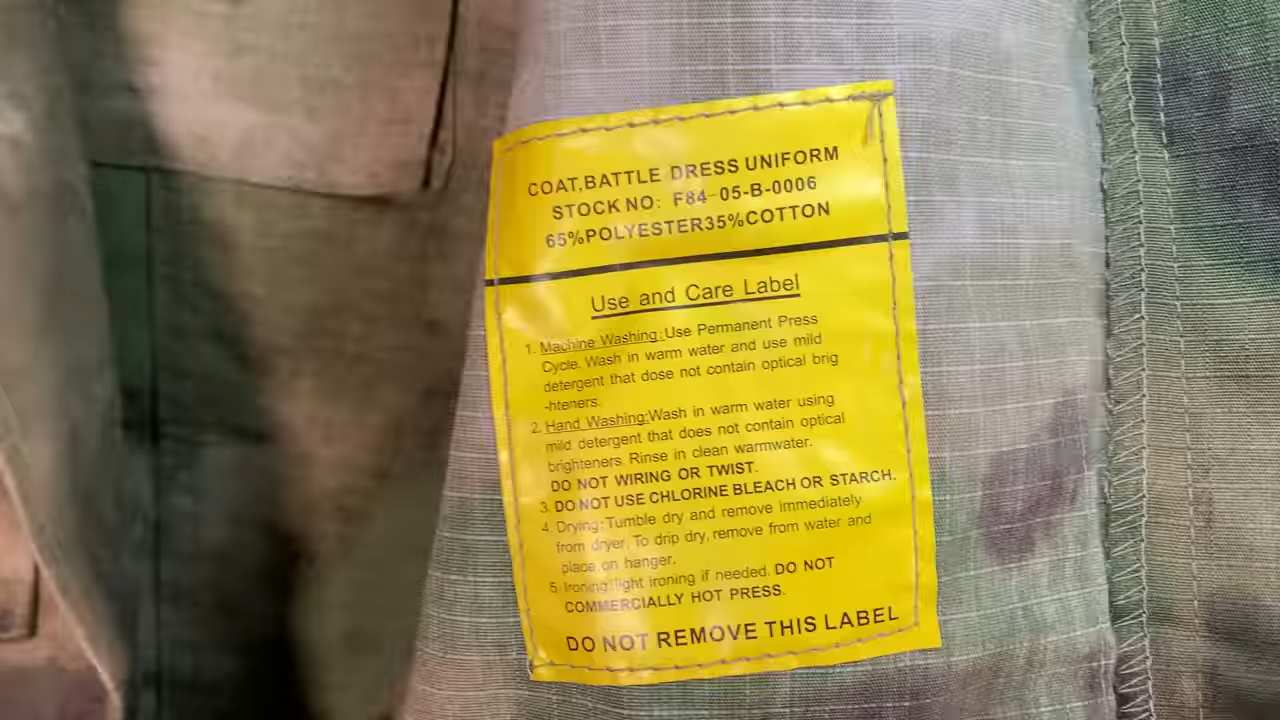 COAT,BATTLE DRESS UNIFORM
STOCK NO: F84-05-B-0006
65%POLYESTER35%COTTON
Use and Care Label
1. Machine Washing:Use Permanent Press
Cycle. Wash in warm water and use mild
detergent that dose not contain optical brig
-hteners.
2. Hand Washing:Wash in warm water using
mild detergent that does not contain optical
brighteners. Rinse in clean warmwater.
DO NOT WIRING OR TWIST.
3. DO NOT USE CHLORINE BLEACH OR STARCH.
4. Drying:Tumble dry and remove immediately
from dryer. To drip dry, remove from water and
place on hanger.
5. Ironing:light ironing if needed. DO NOT
COMMERCIALLY HOT PRESS.
DO NOT REMOVE THIS LABEL